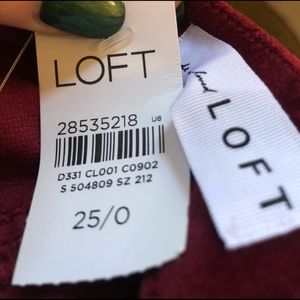 LOFT
28535218 UB
D331 CL001 C0902
S 504809 SZ 212
25/0
LOFT